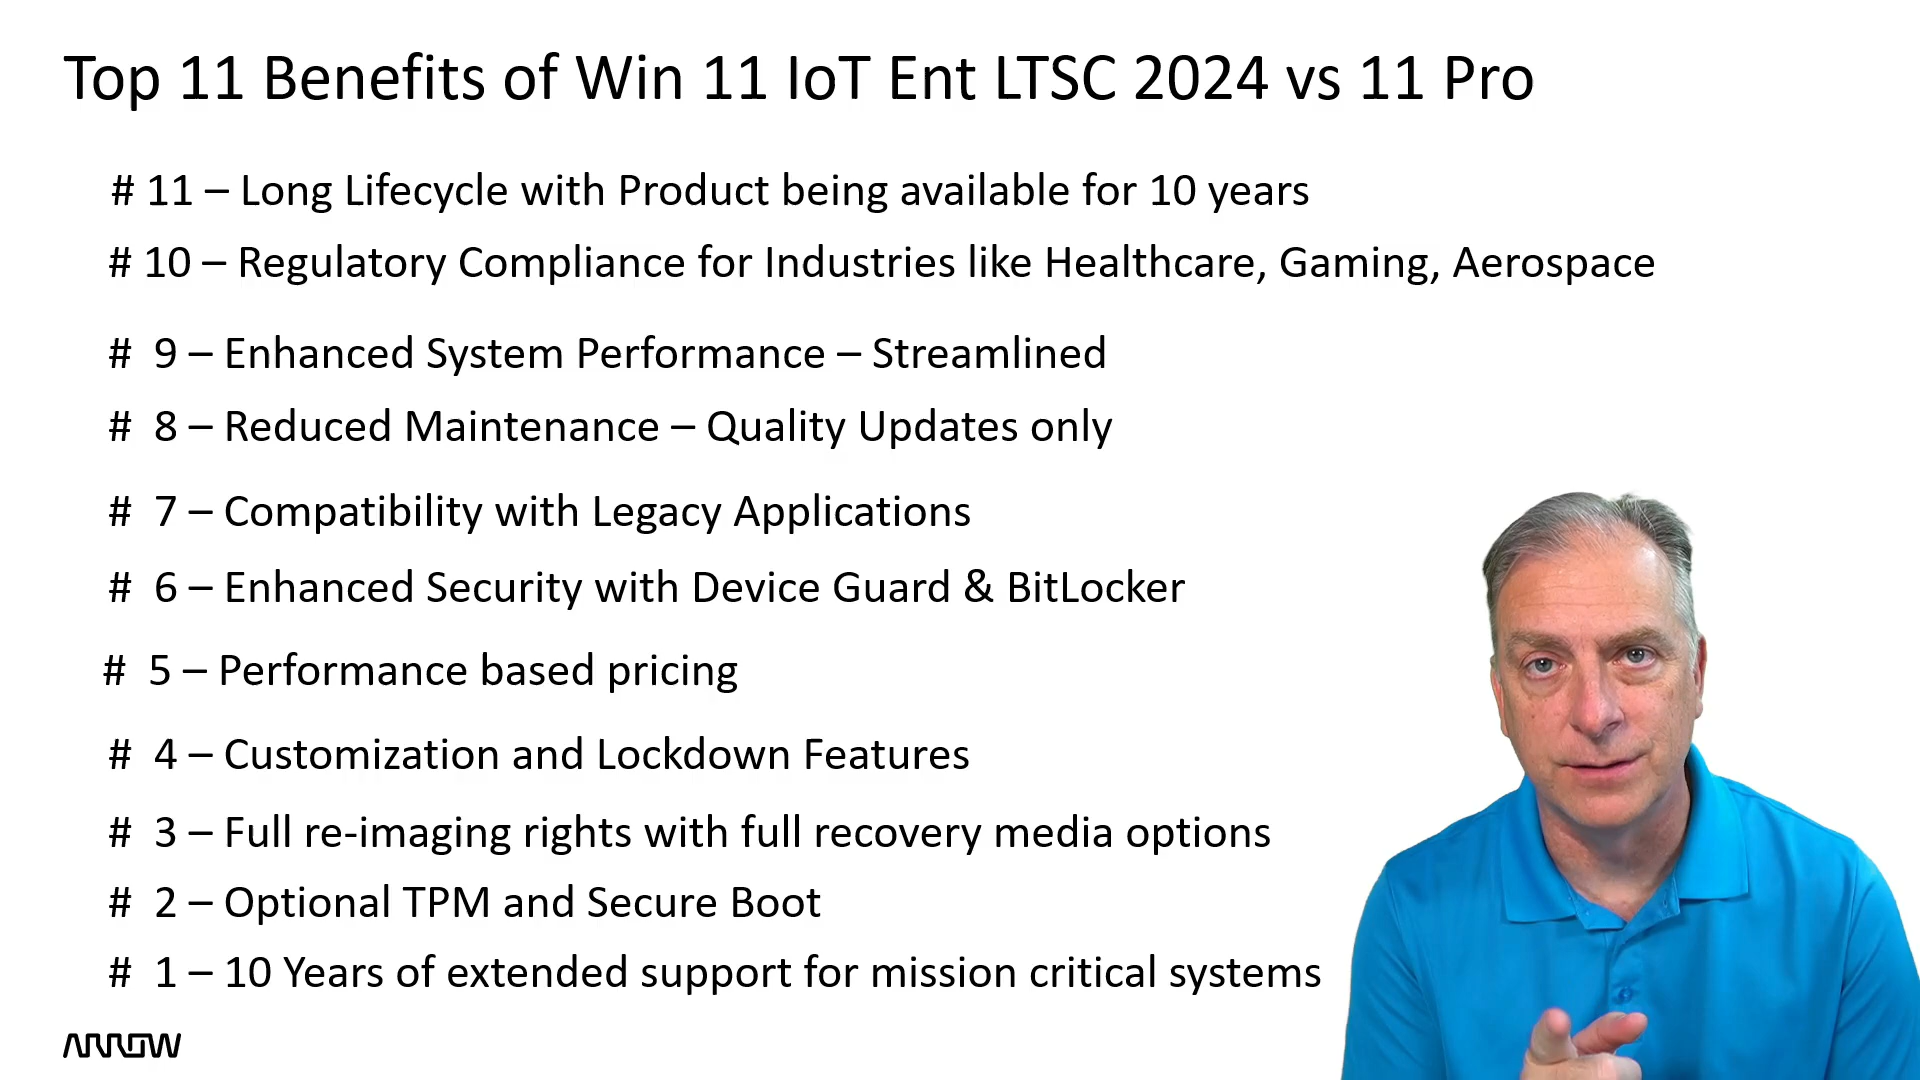 Top 11 Benefits of Win 11 IoT Ent LTSC 2024 vs 11 Pro
# 11 – Long Lifecycle with Product being available for 10 years
# 10 – Regulatory Compliance for Industries like Healthcare, Gaming, Aerospace
# 9 – Enhanced System Performance – Streamlined
# 8 – Reduced Maintenance – Quality Updates only
# 7 – Compatibility with Legacy Applications
# 6 – Enhanced Security with Device Guard & BitLocker
# 5 – Performance based pricing
# 4 – Customization and Lockdown Features
# 3 – Full re-imaging rights with full recovery media options
# 2 – Optional TPM and Secure Boot
# 1 – 10 Years of extended support for mission critical systems
ARROW